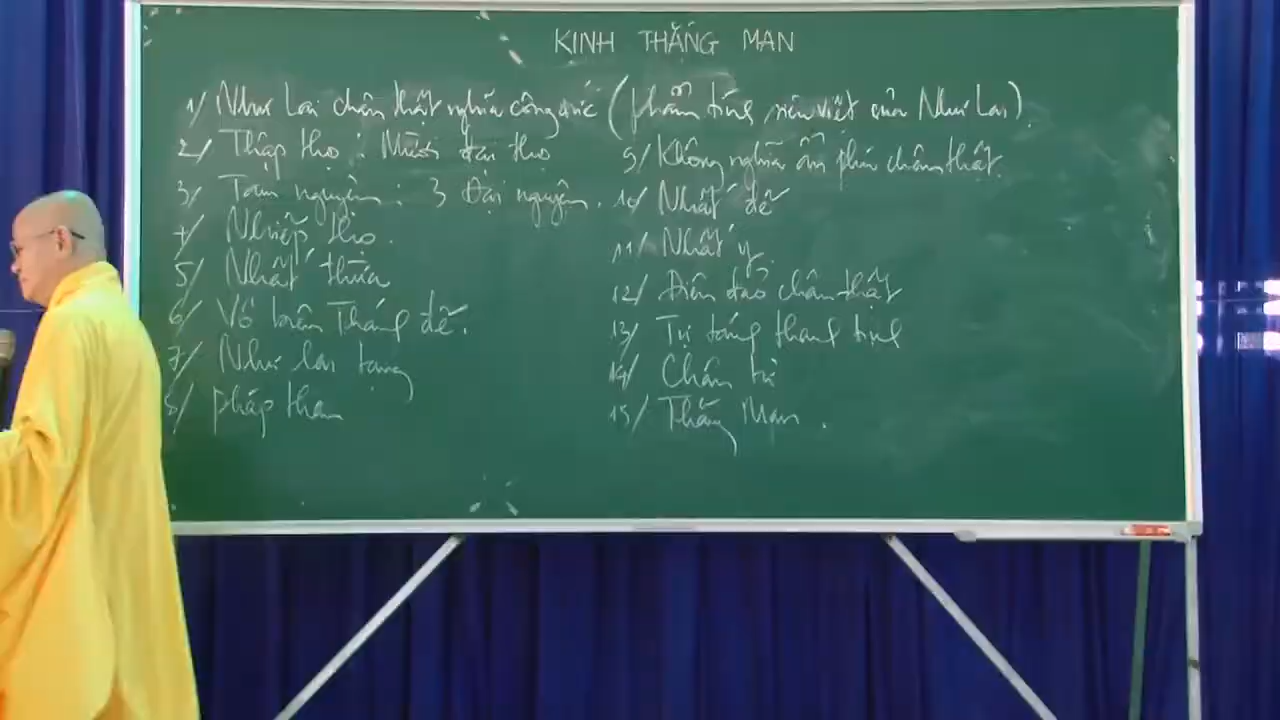 KINH THẮNG MAN
1/ Như Lai chân thật nghĩa công đức (phẩm tính siêu việt của Như Lai).
2/ Thập thọ : Mười đại thọ
3/ Tam nguyện : 3 Đại nguyện.
4/ Nhiếp thọ.
5/ Nhất thừa
6/ Vô biên Thánh đế.
7/ Như lai tạng
8/ pháp thân
9/ Không nghĩa ẩn phú chân thật.
10/ Nhất đế
11/ Nhất y.
12/ Điên đảo chân thật
13/ Tự tánh thanh tịnh
14/ Chân tử
15/ Thắng Man.